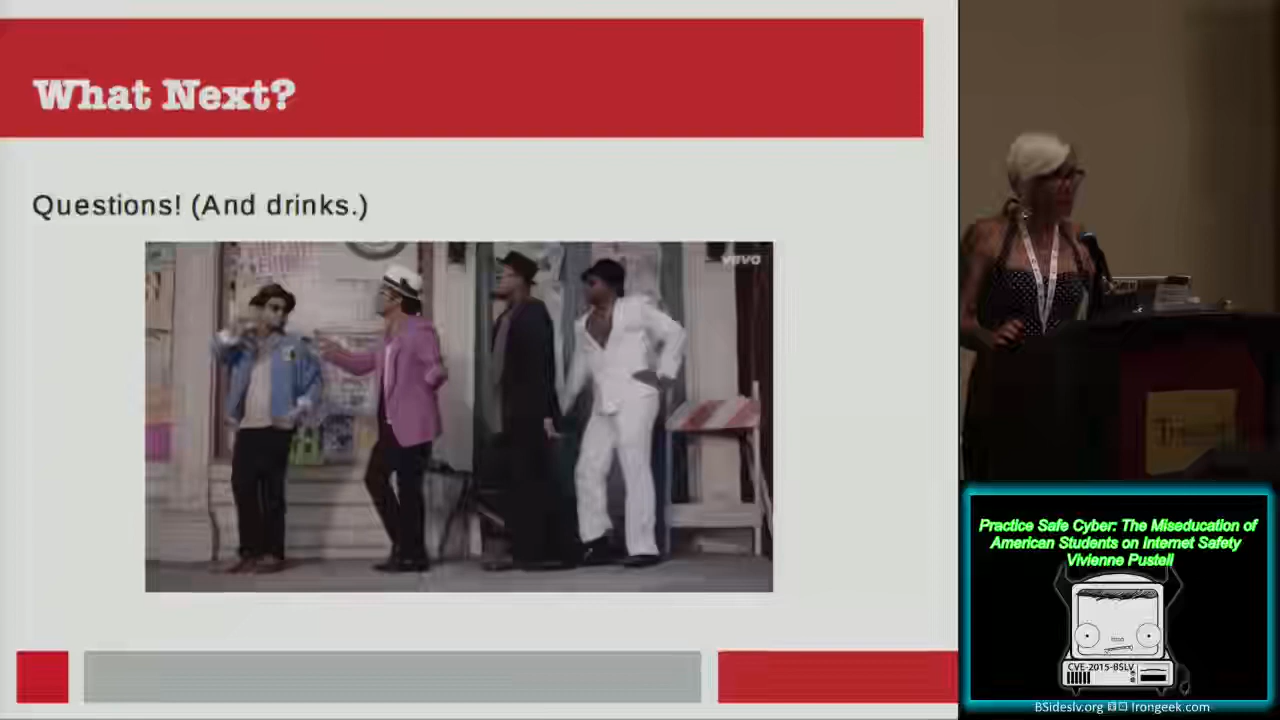 What Next?
Questions! (And drinks.)
vevo
Practice Safe Cyber: The Miseducation of
American Students on Internet Safety
Vivienne Pustell
CVE-2015-BSLV
BSideslv.org
Irongeek.com